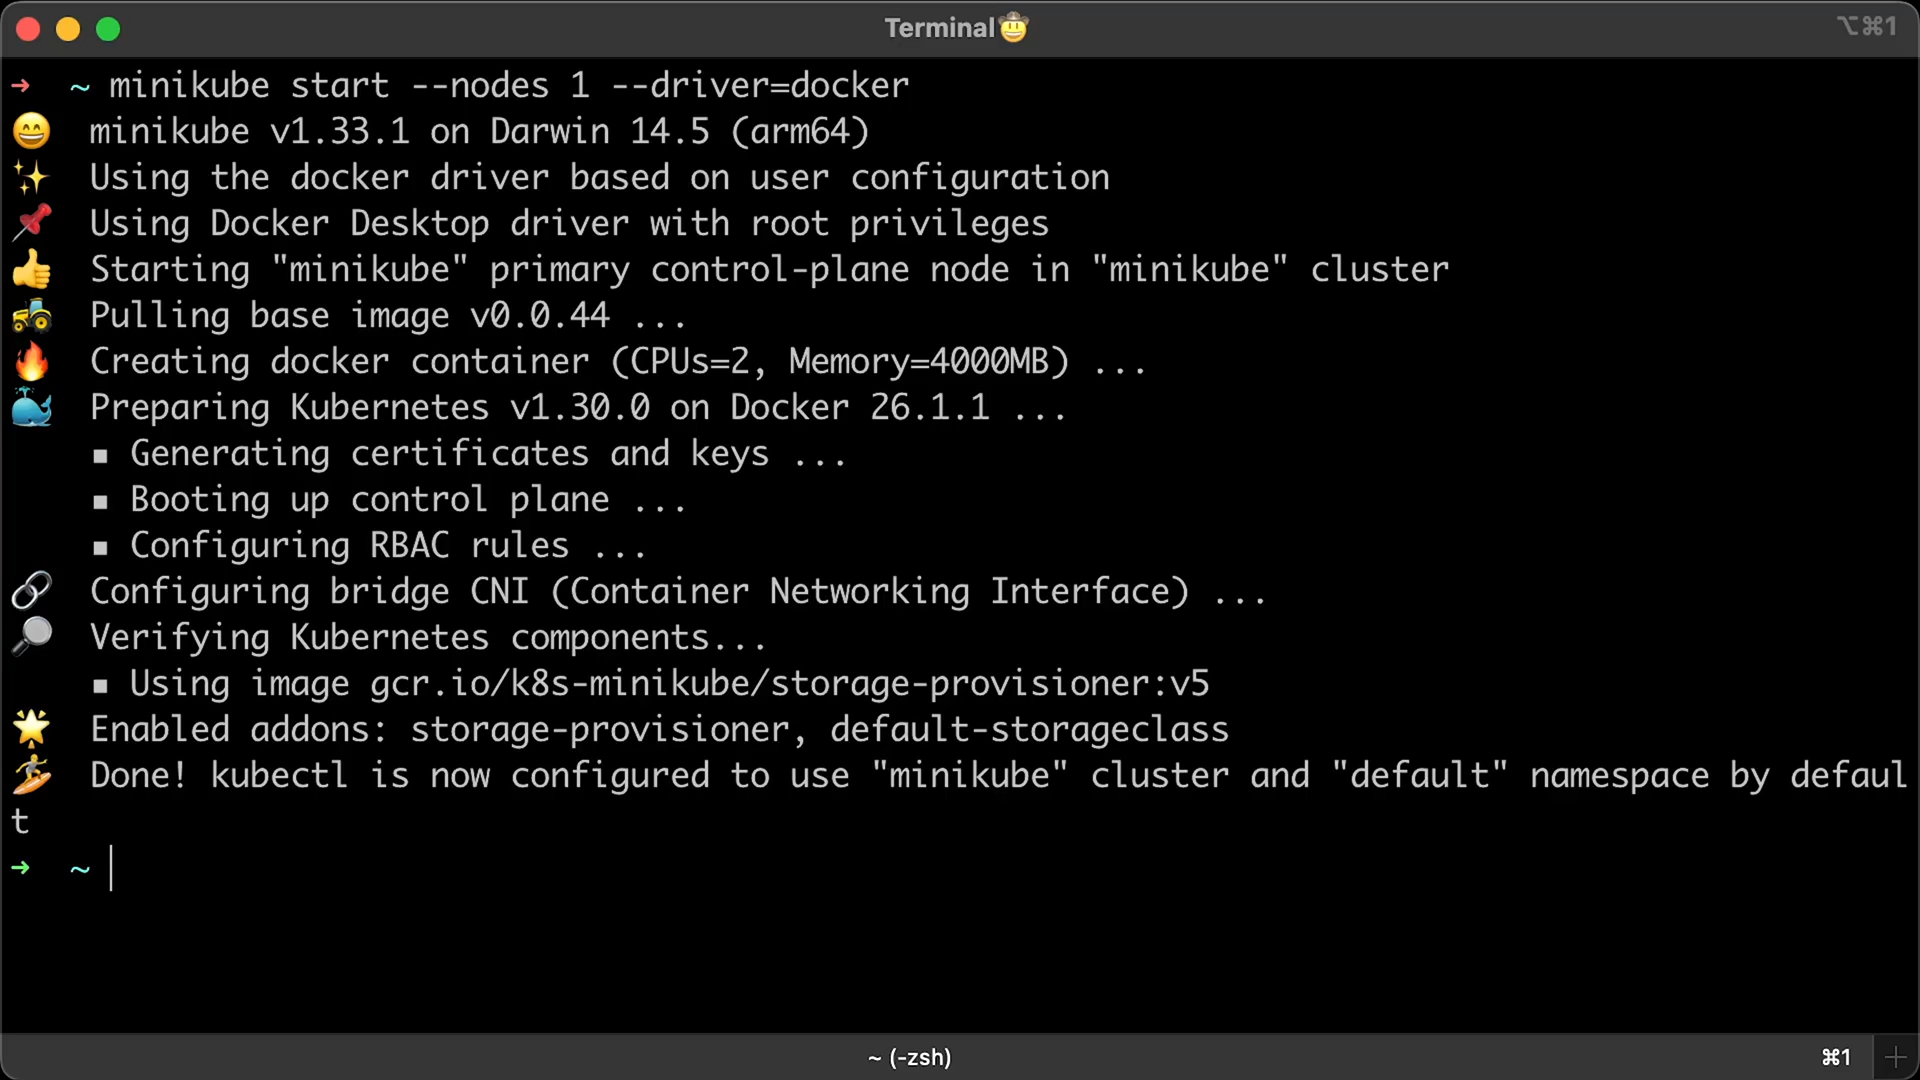 Terminal🤠
⌥⌘1
➜ ~ minikube start --nodes 1 --driver=docker
😄 minikube v1.33.1 on Darwin 14.5 (arm64)
✨ Using the docker driver based on user configuration
📌 Using Docker Desktop driver with root privileges
👍 Starting "minikube" primary control-plane node in "minikube" cluster
🚜 Pulling base image v0.0.44 ...
🔥 Creating docker container (CPUs=2, Memory=4000MB) ...
🐳 Preparing Kubernetes v1.30.0 on Docker 26.1.1 ...
▪ Generating certificates and keys ...
▪ Booting up control plane ...
▪ Configuring RBAC rules ...
🔗 Configuring bridge CNI (Container Networking Interface) ...
🔎 Verifying Kubernetes components...
▪ Using image gcr.io/k8s-minikube/storage-provisioner:v5
🌟 Enabled addons: storage-provisioner, default-storageclass
🏄 Done! kubectl is now configured to use "minikube" cluster and "default" namespace by defaul
t
➜ ~
~ (-zsh)
⌘1
+